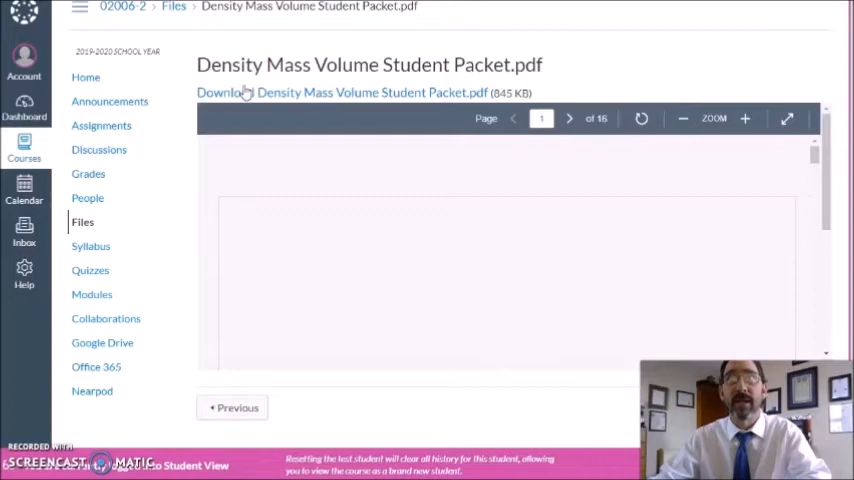 02006-2 > Files > Density Mass Volume Student Packet.pdf
2019-2020 SCHOOL YEAR
Density Mass Volume Student Packet.pdf
Download Density Mass Volume Student Packet.pdf (845 KB)
Page 1 of 16 ZOOM
Home
Announcements
Assignments
Discussions
Grades
People
Files
Syllabus
Quizzes
Modules
Collaborations
Google Drive
Office 365
Nearpod
Account
Dashboard
Courses
Calendar
Inbox
Help
Previous
RECORDED WITH
SCREENCAST MATIC
logged into Student View
Resetting the test student will clear all history for this student, allowing
you to view the course as a brand new student.